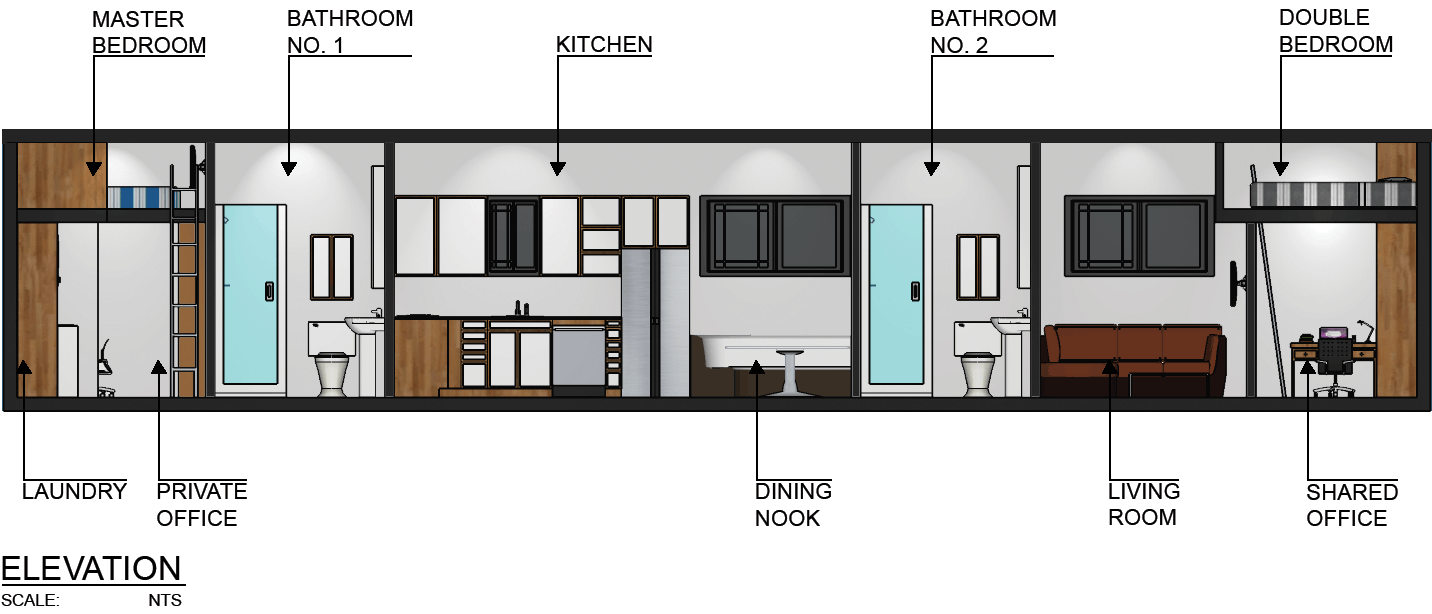 MASTER
BEDROOM
BATHROOM
NO. 1
KITCHEN
BATHROOM
NO. 2
DOUBLE
BEDROOM
LAUNDRY
PRIVATE
OFFICE
DINING
NOOK
LIVING
ROOM
SHARED
OFFICE
ELEVATION
SCALE: NTS